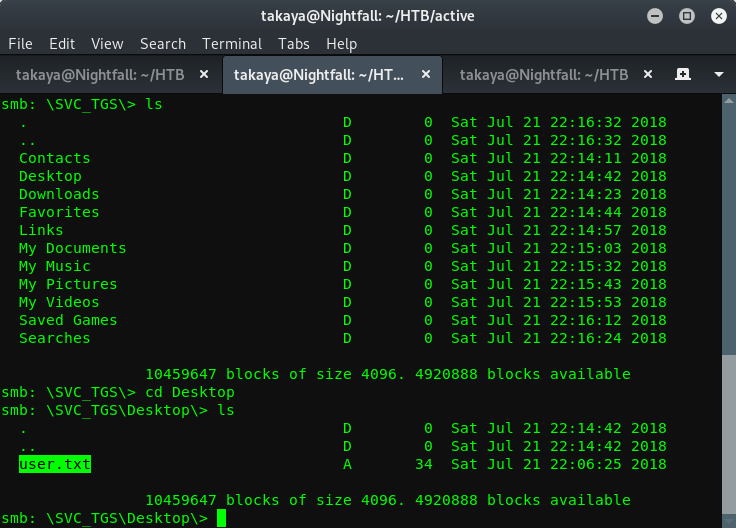 takaya@Nightfall: ~/HTB/active
File Edit View Search Terminal Tabs Help
takaya@Nightfall: ~/HTB takaya@Nightfall: ~/HT... takaya@Nightfall: ~/HTB
smb: \SVC_TGS\> ls
. D 0 Sat Jul 21 22:16:32 2018
.. D 0 Sat Jul 21 22:16:32 2018
Contacts D 0 Sat Jul 21 22:14:11 2018
Desktop D 0 Sat Jul 21 22:14:42 2018
Downloads D 0 Sat Jul 21 22:14:23 2018
Favorites D 0 Sat Jul 21 22:14:44 2018
Links D 0 Sat Jul 21 22:14:57 2018
My Documents D 0 Sat Jul 21 22:15:03 2018
My Music D 0 Sat Jul 21 22:15:32 2018
My Pictures D 0 Sat Jul 21 22:15:43 2018
My Videos D 0 Sat Jul 21 22:15:53 2018
Saved Games D 0 Sat Jul 21 22:16:12 2018
Searches D 0 Sat Jul 21 22:16:24 2018
10459647 blocks of size 4096. 4920888 blocks available
smb: \SVC_TGS\> cd Desktop
smb: \SVC_TGS\Desktop\> ls
. D 0 Sat Jul 21 22:14:42 2018
.. D 0 Sat Jul 21 22:14:42 2018
user.txt A 34 Sat Jul 21 22:06:25 2018
10459647 blocks of size 4096. 4920888 blocks available
smb: \SVC_TGS\Desktop\>